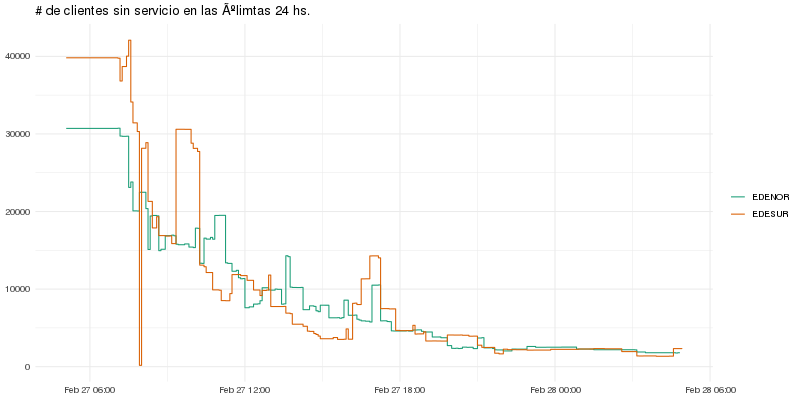 # de clientes sin servicio en las Ãºlimtas 24 hs.
40000
30000
20000
10000
0
Feb 27 06:00
Feb 27 12:00
Feb 27 18:00
Feb 28 00:00
Feb 28 06:00
EDENOR
EDESUR